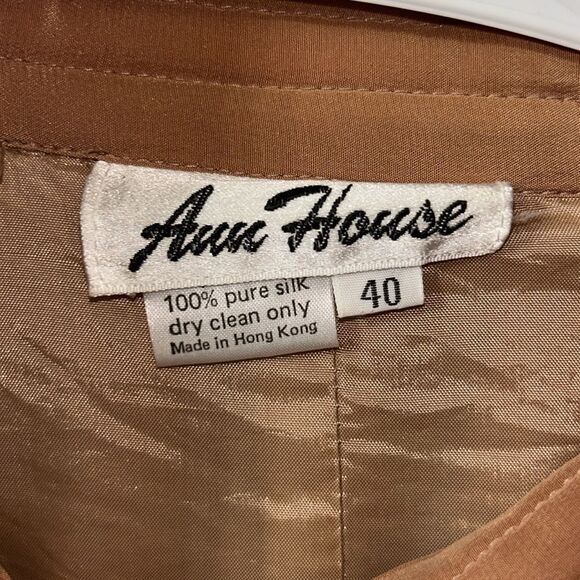 Ann House
100% pure silk
dry clean only
Made in Hong Kong
40